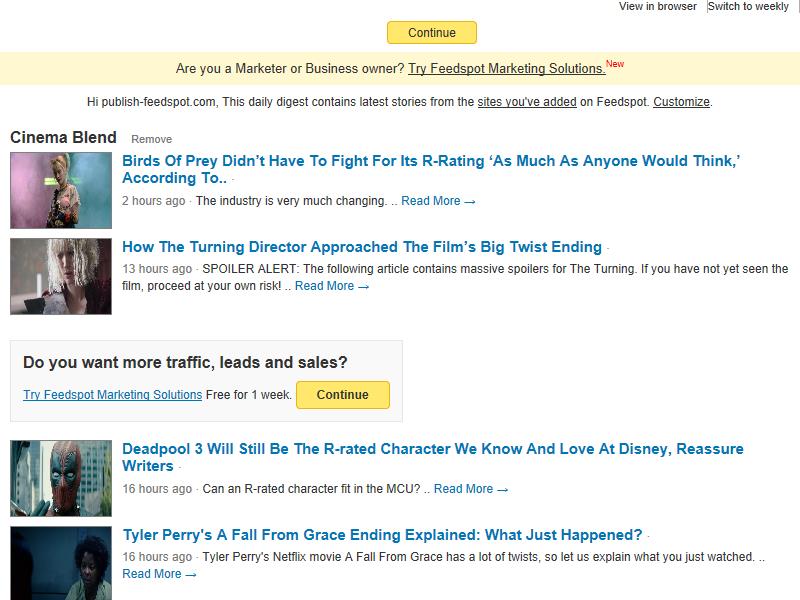 View in browser Switch to weekly
Continue
Are you a Marketer or Business owner? Try Feedspot Marketing Solutions. New
Hi publish-feedspot.com, This daily digest contains latest stories from the sites you've added on Feedspot. Customize.
Cinema Blend Remove
Birds Of Prey Didn’t Have To Fight For Its R-Rating ‘As Much As Anyone Would Think,’
According To.. ·
2 hours ago · The industry is very much changing. .. Read More →
How The Turning Director Approached The Film’s Big Twist Ending ·
13 hours ago · SPOILER ALERT: The following article contains massive spoilers for The Turning. If you have not yet seen the
film, proceed at your own risk! .. Read More →
Do you want more traffic, leads and sales?
Try Feedspot Marketing Solutions Free for 1 week. Continue
Deadpool 3 Will Still Be The R-rated Character We Know And Love At Disney, Reassure
Writers ·
16 hours ago · Can an R-rated character fit in the MCU? .. Read More →
Tyler Perry's A Fall From Grace Ending Explained: What Just Happened? ·
16 hours ago · Tyler Perry's Netflix movie A Fall From Grace has a lot of twists, so let us explain what you just watched. ..
Read More →